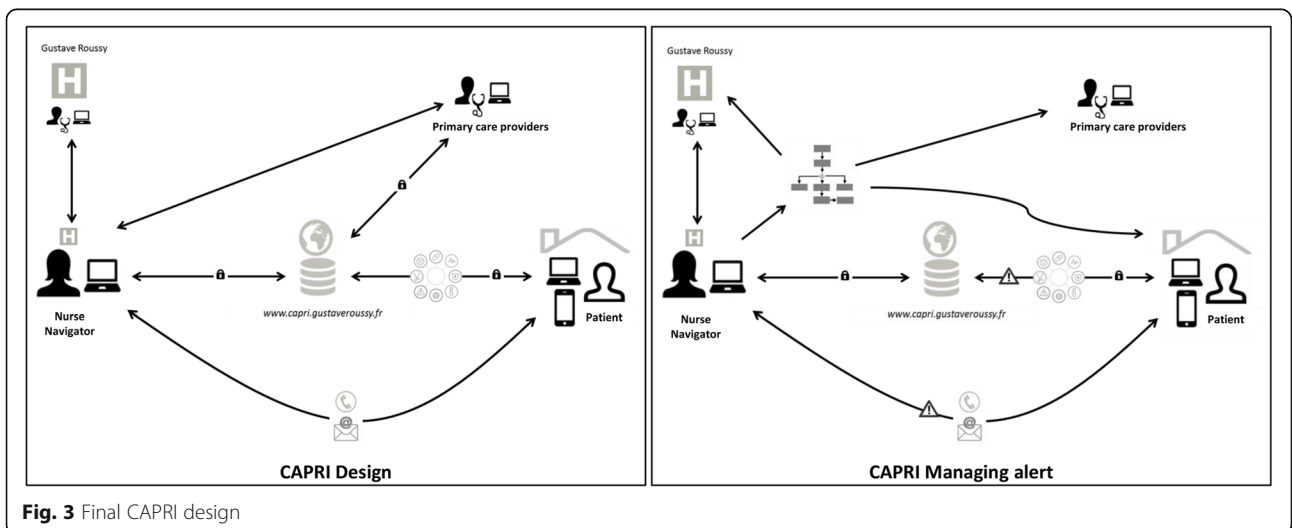 Gustave Roussy
H
Primary care providers
H
Nurse
Navigator
www.capri.gustaveroussy.fr
Patient
@
CAPRI Design
Gustave Roussy
H
Primary care providers
H
Nurse
Navigator
www.capri.gustaveroussy.fr
Patient
@
CAPRI Managing alert
Fig. 3 Final CAPRI design